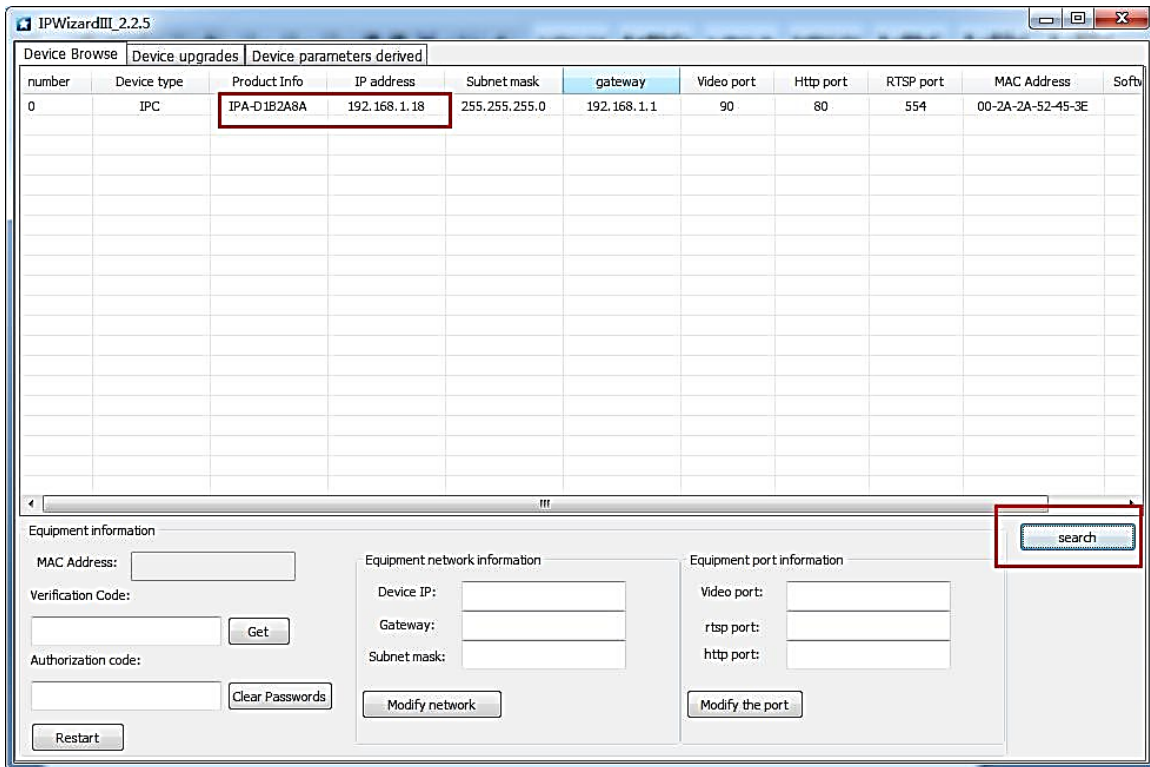 IPWizardIII_2.2.5
Device Browse Device upgrades Device parameters derived
number Device type Product Info IP address Subnet mask gateway Video port Http port RTSP port MAC Address Softw
0 IPC IPA-D1B2A8A 192.168.1.18 255.255.255.0 192.168.1.1 90 80 554 00-2A-2A-52-45-3E
Equipment information
search
MAC Address:
Equipment network information
Equipment port information
Verification Code:
Device IP:
Video port:
Get
Gateway:
rtsp port:
Authorization code:
Subnet mask:
http port:
Clear Passwords
Modify network
Modify the port
Restart